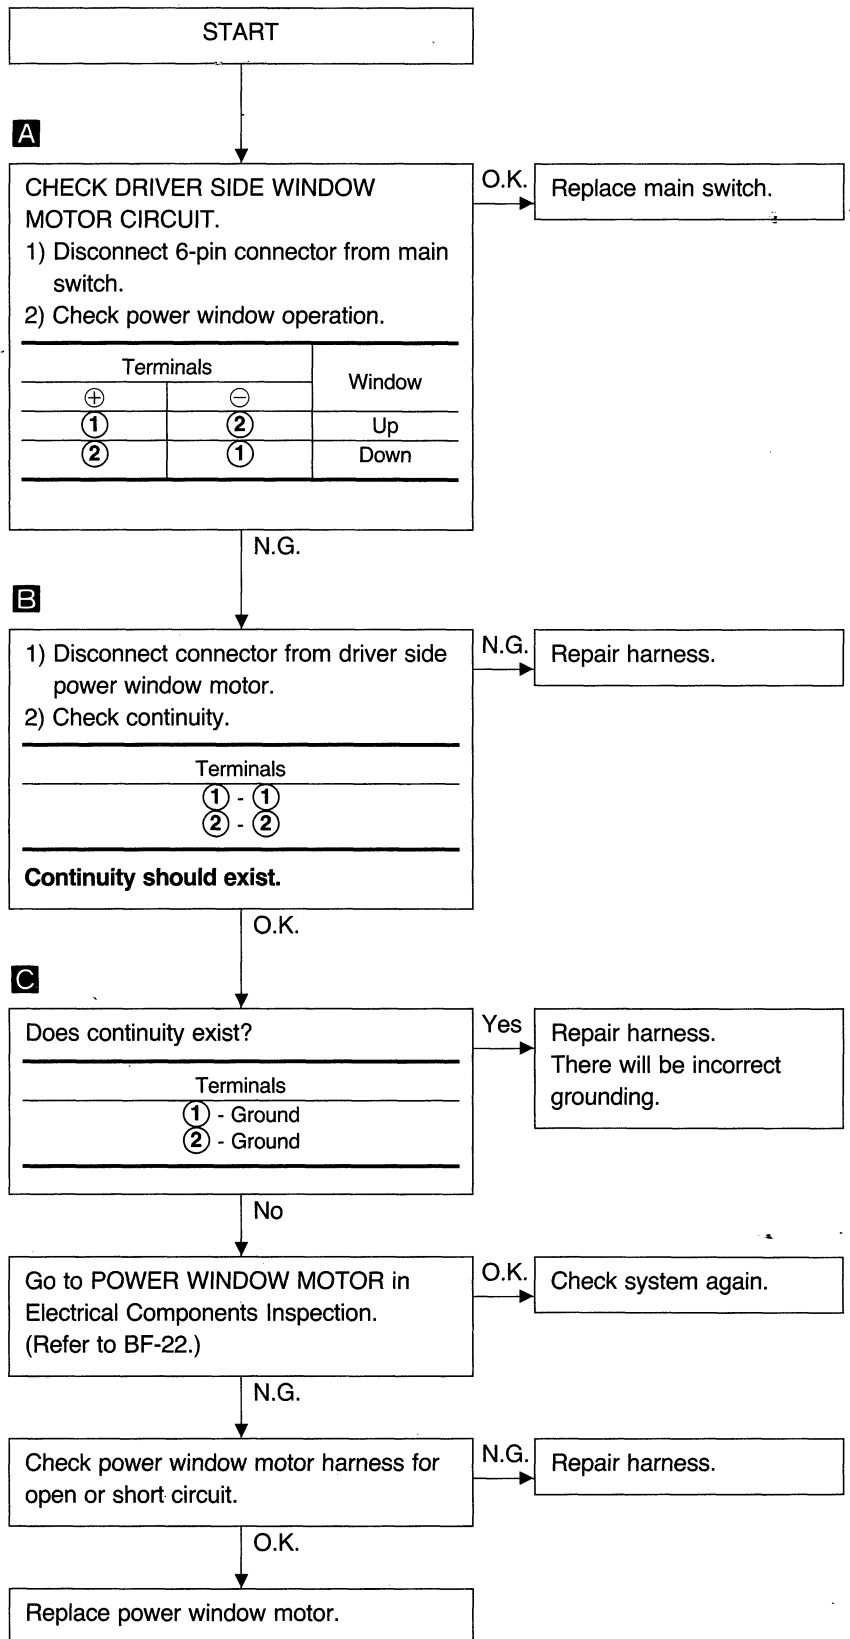 START
A
CHECK DRIVER SIDE WINDOW
MOTOR CIRCUIT.
1) Disconnect 6-pin connector from main
switch.
2) Check power window operation.
Terminals
Window
⊕ ⊖
① ② Up
② ① Down
O.K.
Replace main switch.
N.G.
B
1) Disconnect connector from driver side
power window motor.
2) Check continuity.
Terminals
① - ①
② - ②
Continuity should exist.
N.G.
Repair harness.
O.K.
C
Does continuity exist?
Terminals
① - Ground
② - Ground
Yes
Repair harness.
There will be incorrect
grounding.
No
Go to POWER WINDOW MOTOR in
Electrical Components Inspection.
(Refer to BF-22.)
O.K.
Check system again.
N.G.
Check power window motor harness for
open or short circuit.
N.G.
Repair harness.
O.K.
Replace power window motor.